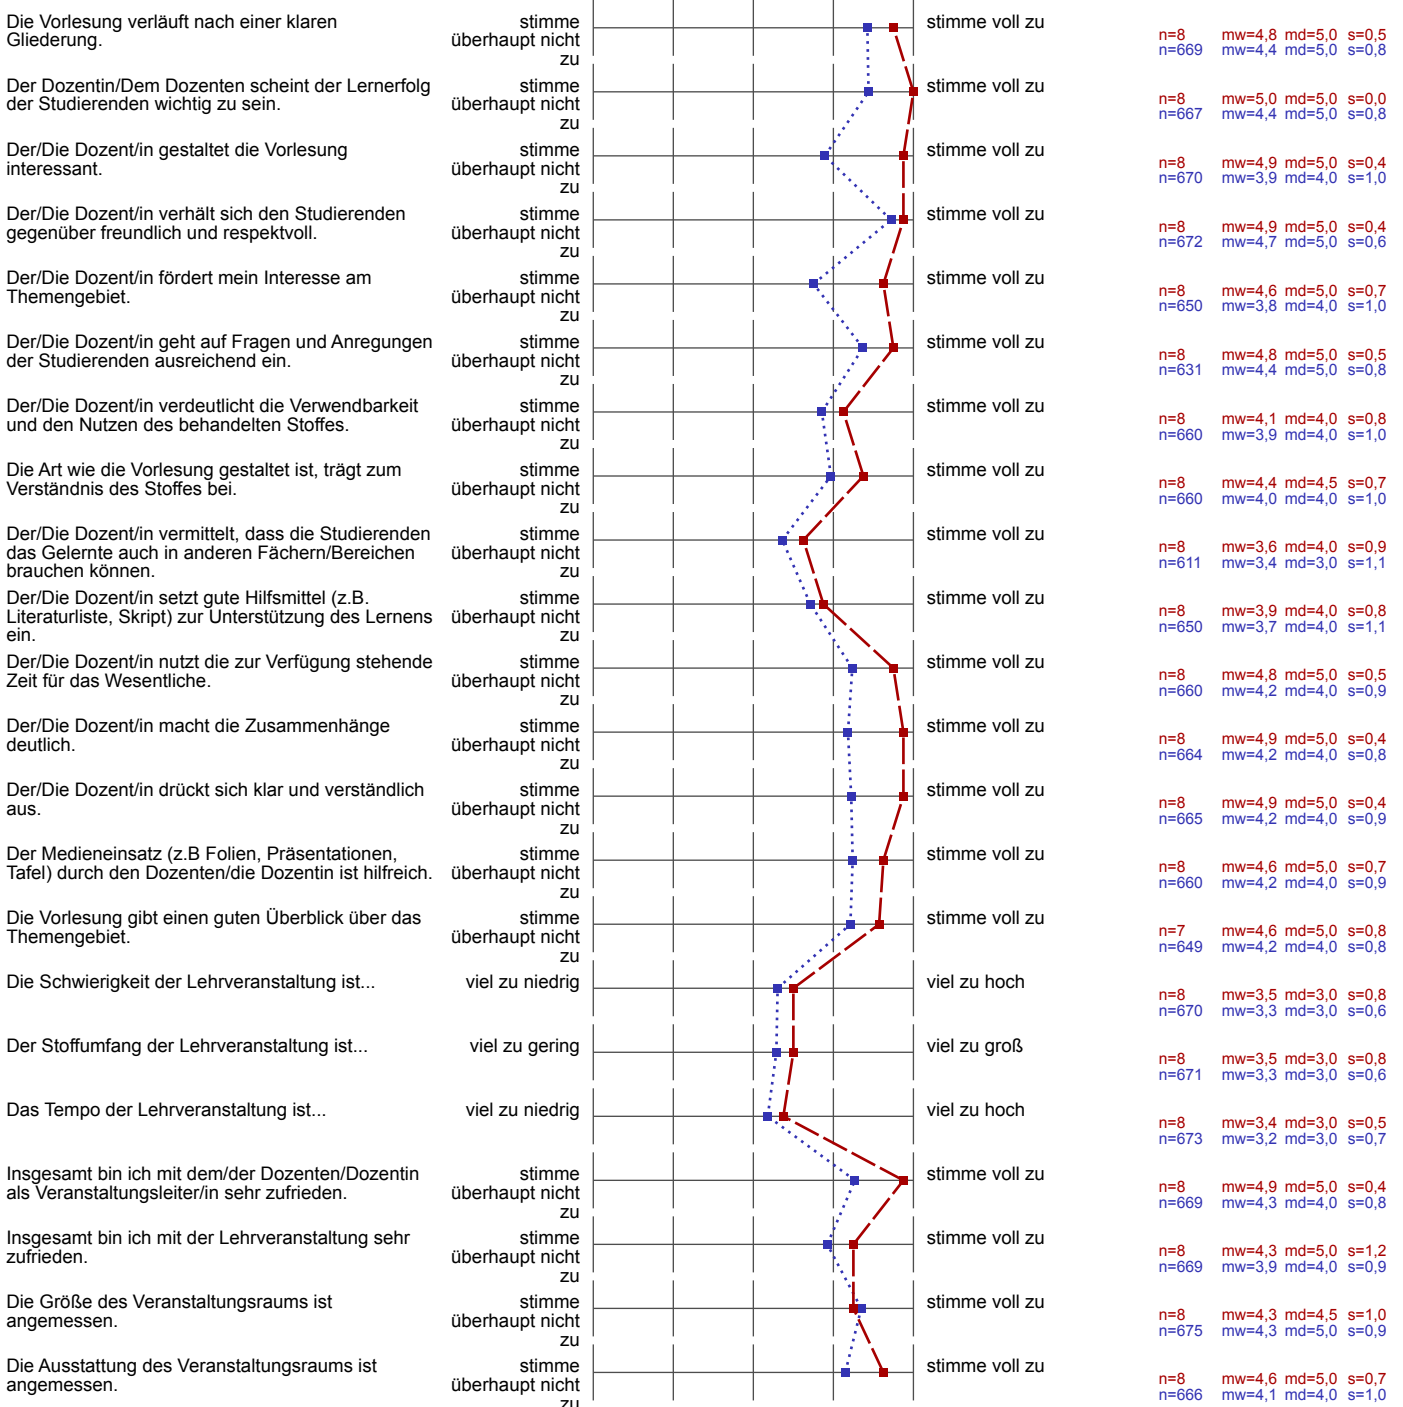 Die Vorlesung verläuft nach einer klaren
Gliederung.
stimme
überhaupt nicht
zu
stimme voll zu
n=8 mw=4,8 md=5,0 s=0,5
n=669 mw=4,4 md=5,0 s=0,8
Der Dozentin/Dem Dozenten scheint der Lernerfolg
der Studierenden wichtig zu sein.
stimme
überhaupt nicht
zu
stimme voll zu
n=8 mw=5,0 md=5,0 s=0,0
n=667 mw=4,4 md=5,0 s=0,8
Der/Die Dozent/in gestaltet die Vorlesung
interessant.
stimme
überhaupt nicht
zu
stimme voll zu
n=8 mw=4,9 md=5,0 s=0,4
n=670 mw=3,9 md=4,0 s=1,0
Der/Die Dozent/in verhält sich den Studierenden
gegenüber freundlich und respektvoll.
stimme
überhaupt nicht
zu
stimme voll zu
n=8 mw=4,9 md=5,0 s=0,4
n=672 mw=4,7 md=5,0 s=0,6
Der/Die Dozent/in fördert mein Interesse am
Themengebiet.
stimme
überhaupt nicht
zu
stimme voll zu
n=8 mw=4,6 md=5,0 s=0,7
n=650 mw=3,8 md=4,0 s=1,0
Der/Die Dozent/in geht auf Fragen und Anregungen
der Studierenden ausreichend ein.
stimme
überhaupt nicht
zu
stimme voll zu
n=8 mw=4,8 md=5,0 s=0,5
n=631 mw=4,4 md=5,0 s=0,8
Der/Die Dozent/in verdeutlicht die Verwendbarkeit
und den Nutzen des behandelten Stoffes.
stimme
überhaupt nicht
zu
stimme voll zu
n=8 mw=4,1 md=4,0 s=0,8
n=660 mw=3,9 md=4,0 s=1,0
Die Art wie die Vorlesung gestaltet ist, trägt zum
Verständnis des Stoffes bei.
stimme
überhaupt nicht
zu
stimme voll zu
n=8 mw=4,4 md=4,5 s=0,7
n=660 mw=4,0 md=4,0 s=1,0
Der/Die Dozent/in vermittelt, dass die Studierenden
das Gelernte auch in anderen Fächern/Bereichen
brauchen können.
stimme
überhaupt nicht
zu
stimme voll zu
n=8 mw=3,6 md=4,0 s=0,9
n=611 mw=3,4 md=3,0 s=1,1
Der/Die Dozent/in setzt gute Hilfsmittel (z.B.
Literaturliste, Skript) zur Unterstützung des Lernens
ein.
stimme
überhaupt nicht
zu
stimme voll zu
n=8 mw=3,9 md=4,0 s=0,8
n=650 mw=3,7 md=4,0 s=1,1
Der/Die Dozent/in nutzt die zur Verfügung stehende
Zeit für das Wesentliche.
stimme
überhaupt nicht
zu
stimme voll zu
n=8 mw=4,8 md=5,0 s=0,5
n=660 mw=4,2 md=4,0 s=0,9
Der/Die Dozent/in macht die Zusammenhänge
deutlich.
stimme
überhaupt nicht
zu
stimme voll zu
n=8 mw=4,9 md=5,0 s=0,4
n=664 mw=4,2 md=4,0 s=0,8
Der/Die Dozent/in drückt sich klar und verständlich
aus.
stimme
überhaupt nicht
zu
stimme voll zu
n=8 mw=4,9 md=5,0 s=0,4
n=665 mw=4,2 md=4,0 s=0,9
Der Medieneinsatz (z.B Folien, Präsentationen,
Tafel) durch den Dozenten/die Dozentin ist hilfreich.
stimme
überhaupt nicht
zu
stimme voll zu
n=8 mw=4,6 md=5,0 s=0,7
n=660 mw=4,2 md=4,0 s=0,9
Die Vorlesung gibt einen guten Überblick über das
Themengebiet.
stimme
überhaupt nicht
zu
stimme voll zu
n=7 mw=4,6 md=5,0 s=0,8
n=649 mw=4,2 md=4,0 s=0,8
Die Schwierigkeit der Lehrveranstaltung ist...
viel zu niedrig
viel zu hoch
n=8 mw=3,5 md=3,0 s=0,8
n=670 mw=3,3 md=3,0 s=0,6
Der Stoffumfang der Lehrveranstaltung ist...
viel zu gering
viel zu groß
n=8 mw=3,5 md=3,0 s=0,8
n=671 mw=3,3 md=3,0 s=0,6
Das Tempo der Lehrveranstaltung ist...
viel zu niedrig
viel zu hoch
n=8 mw=3,4 md=3,0 s=0,5
n=673 mw=3,2 md=3,0 s=0,7
Insgesamt bin ich mit dem/der Dozenten/Dozentin
als Veranstaltungsleiter/in sehr zufrieden.
stimme
überhaupt nicht
zu
stimme voll zu
n=8 mw=4,9 md=5,0 s=0,4
n=669 mw=4,3 md=4,0 s=0,8
Insgesamt bin ich mit der Lehrveranstaltung sehr
zufrieden.
stimme
überhaupt nicht
zu
stimme voll zu
n=8 mw=4,3 md=5,0 s=1,2
n=669 mw=3,9 md=4,0 s=0,9
Die Größe des Veranstaltungsraums ist
angemessen.
stimme
überhaupt nicht
zu
stimme voll zu
n=8 mw=4,3 md=4,5 s=1,0
n=675 mw=4,3 md=5,0 s=0,9
Die Ausstattung des Veranstaltungsraums ist
angemessen.
stimme
überhaupt nicht
zu
stimme voll zu
n=8 mw=4,6 md=5,0 s=0,7
n=666 mw=4,1 md=4,0 s=1,0